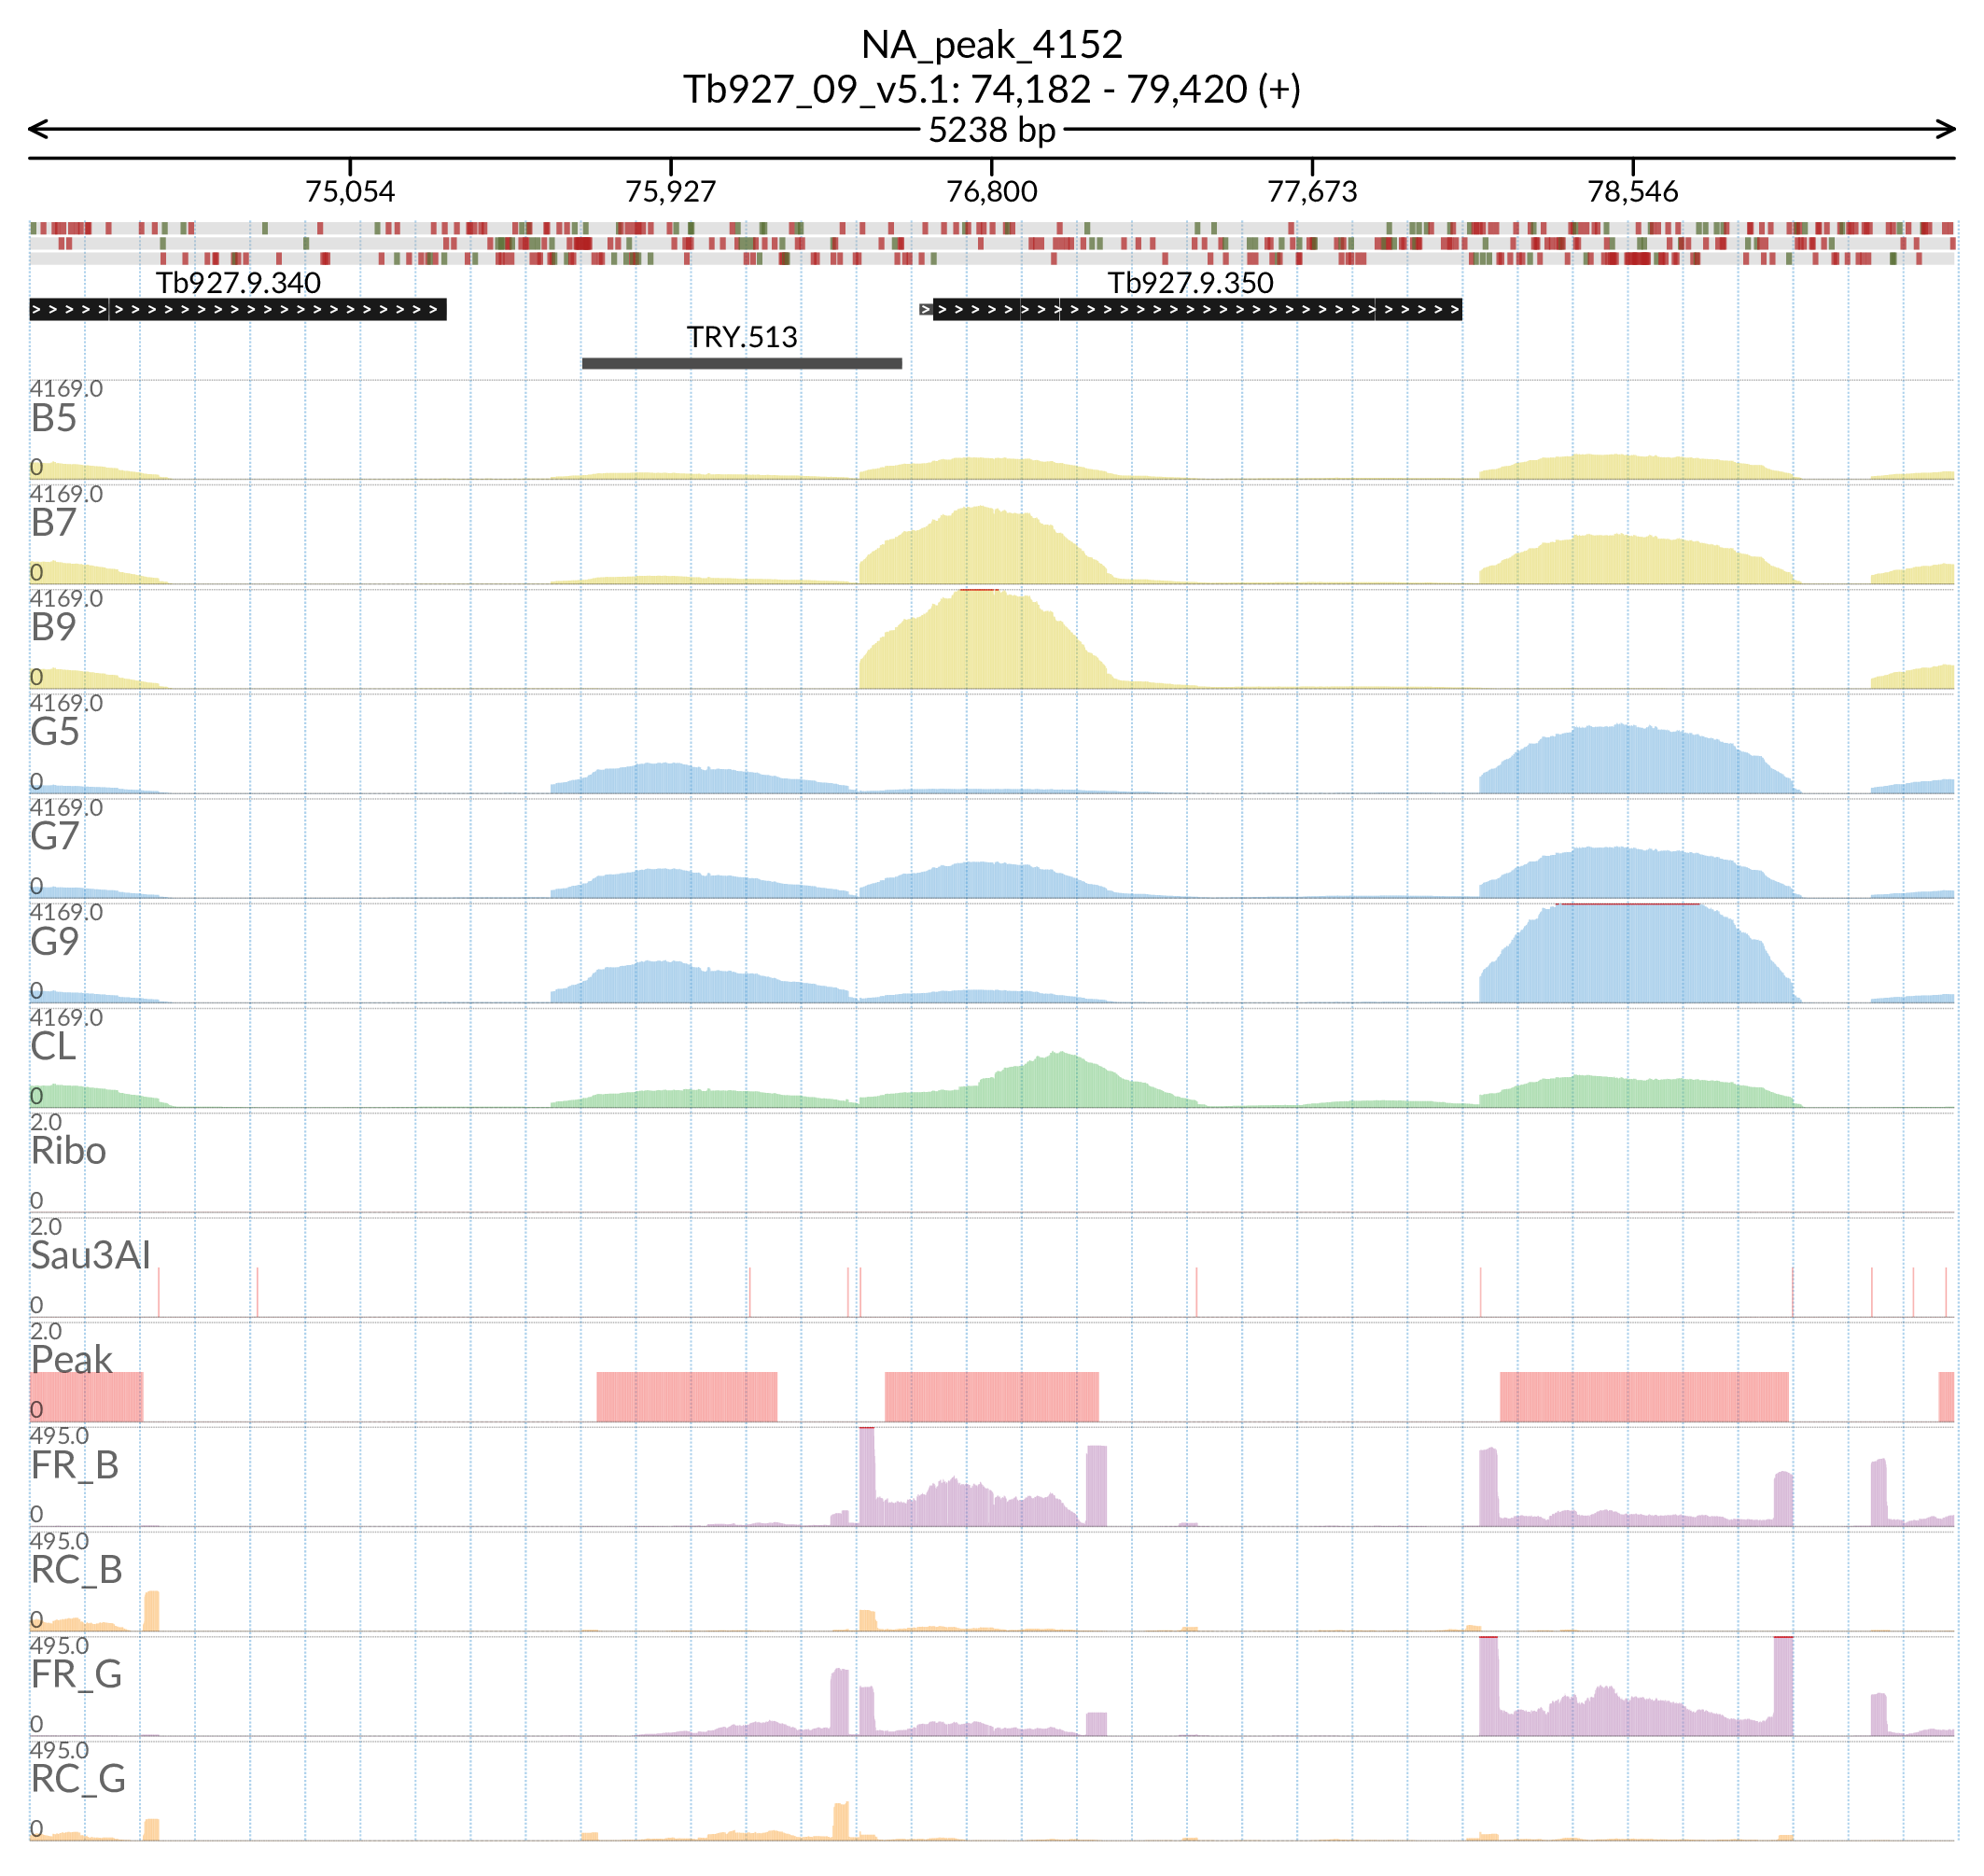 NA_peak_4152
Tb927_09_v5.1: 74,182 - 79,420 (+)
5238 bp
75,054 75,927 76,800 77,673 78,546
Tb927.9.340 Tb927.9.350
TRY.513
4169.0
B5
0
4169.0
B7
0
4169.0
B9
0
4169.0
G5
0
4169.0
G7
0
4169.0
G9
0
4169.0
CL
0
2.0
Ribo
0
2.0
Sau3AI
0
2.0
Peak
0
495.0
FR_B
0
495.0
RC_B
0
495.0
FR_G
0
495.0
RC_G
0